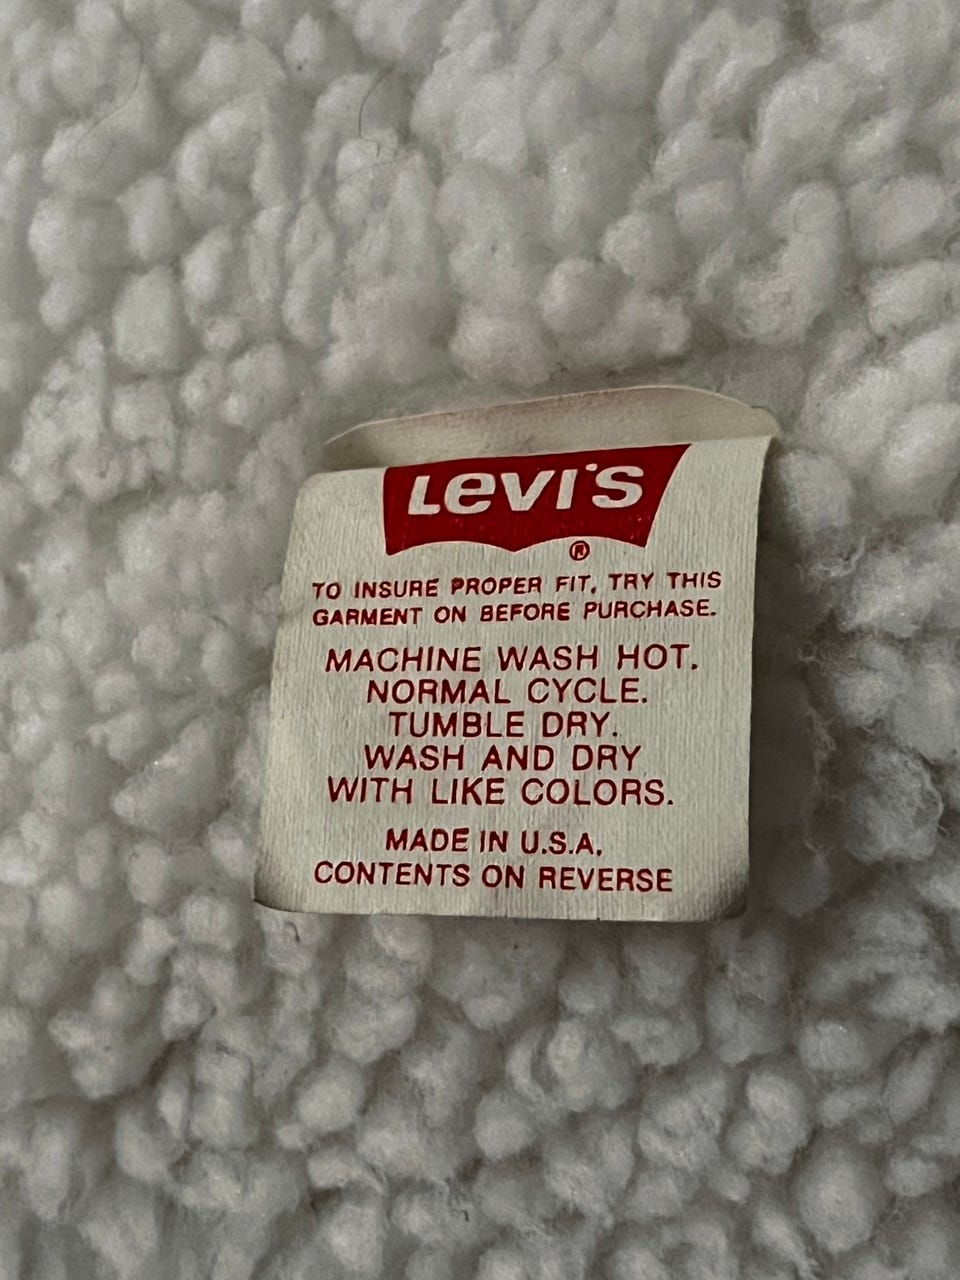 Levi's
®
TO INSURE PROPER FIT, TRY THIS
GARMENT ON BEFORE PURCHASE.
MACHINE WASH HOT.
NORMAL CYCLE.
TUMBLE DRY.
WASH AND DRY
WITH LIKE COLORS.
MADE IN U.S.A.
CONTENTS ON REVERSE